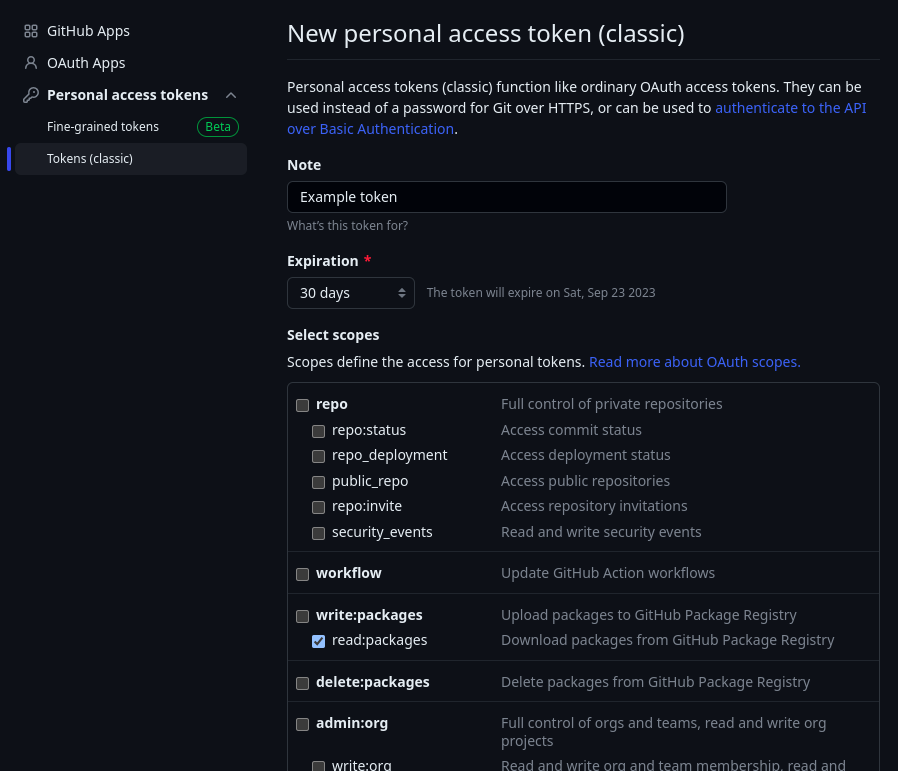 GitHub Apps
OAuth Apps
Personal access tokens
Fine-grained tokens Beta
Tokens (classic)
New personal access token (classic)
Personal access tokens (classic) function like ordinary OAuth access tokens. They can be
used instead of a password for Git over HTTPS, or can be used to authenticate to the API
over Basic Authentication.
Note
Example token
What's this token for?
Expiration *
30 days The token will expire on Sat, Sep 23 2023
Select scopes
Scopes define the access for personal tokens. Read more about OAuth scopes.
repo Full control of private repositories
repo:status Access commit status
repo_deployment Access deployment status
public_repo Access public repositories
repo:invite Access repository invitations
security_events Read and write security events
workflow Update GitHub Action workflows
write:packages Upload packages to GitHub Package Registry
read:packages Download packages from GitHub Package Registry
delete:packages Delete packages from GitHub Package Registry
admin:org Full control of orgs and teams, read and write org
projects
write:org Read and write org and team membership, read and